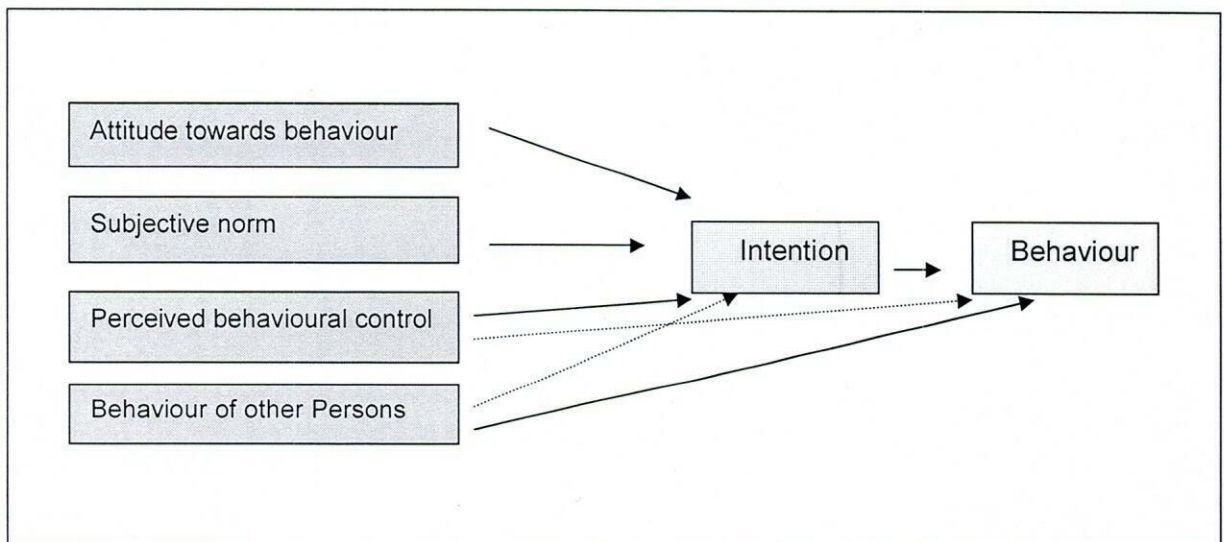 Attitude towards behaviour
Subjective norm
Perceived behavioural control
Behaviour of other Persons
Intention
Behaviour